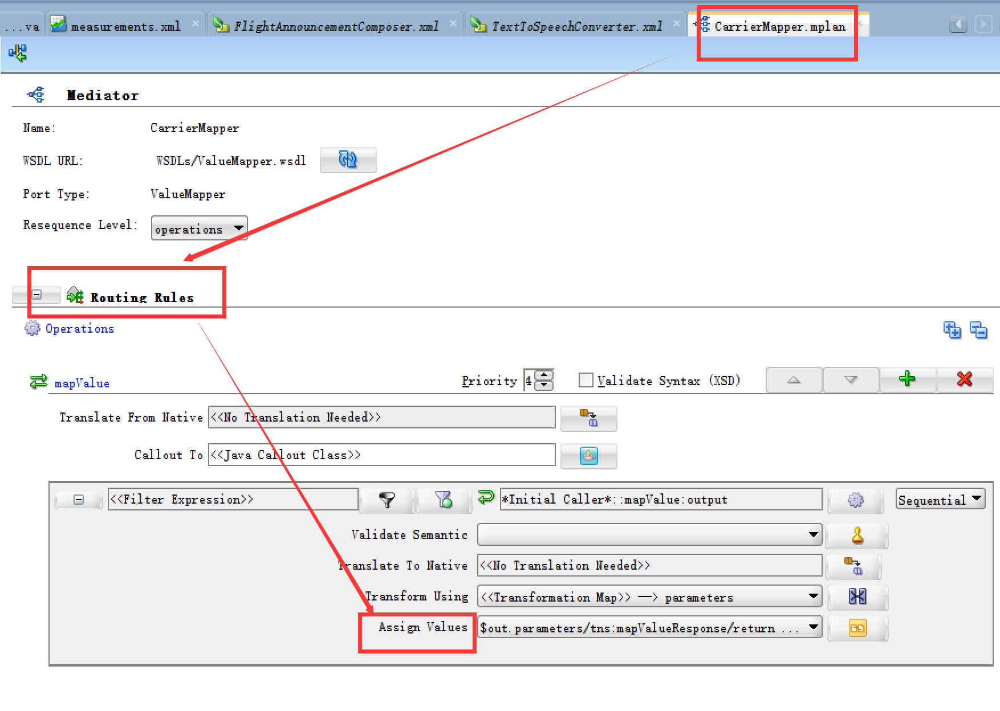 ...va measurements.xml FlightAnnouncementComposer.xml TextToSpeechConverter.xml CarrierMapper.mplan
Mediator
Name: CarrierMapper
WSDL URL: WSDLs/ValueMapper.wsdl
Port Type: ValueMapper
Resequence Level: operations
Routing Rules
Operations
mapValue Priority 4 Validate Syntax (XSD)
Translate From Native <<No Translation Needed>>
Callout To <<Java Callout Class>>
<<Filter Expression>> *Initial Caller*::mapValue:output Sequential
Validate Semantic
Translate To Native <<No Translation Needed>>
Transform Using <<Transformation Map>> —> parameters
Assign Values $out.parameters/tns:mapValueResponse/return ...